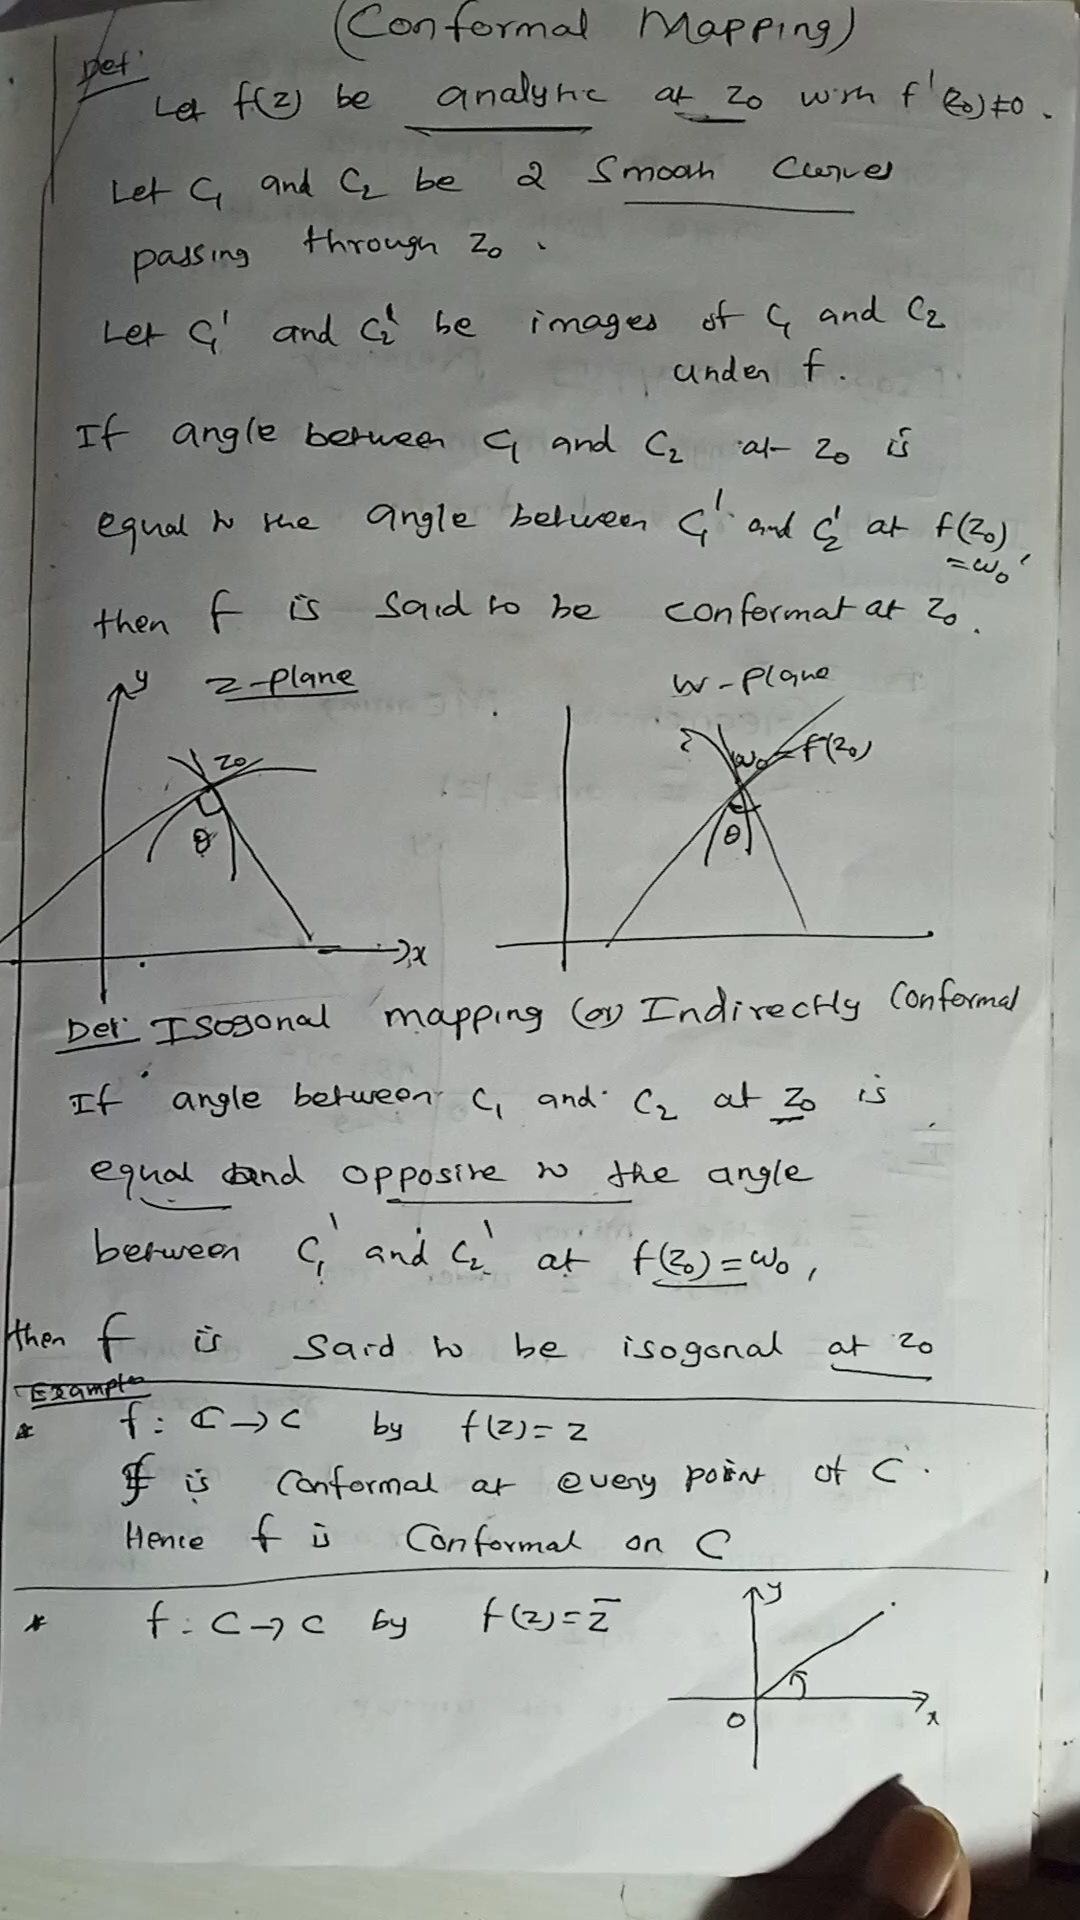 (Conformal Mapping)
Def:
Let f(z) be analytic at z₀ with f'(z₀)≠0.
Let C₁ and C₂ be 2 Smooth Curves
passing through z₀.
Let C₁' and C₂' be images of C₁ and C₂
under f.
If angle between C₁ and C₂ at z₀ is
equal to the angle between C₁' and C₂' at f(z₀)
=w₀,
then f is said to be conformal at z₀.
y z-plane
w-plane
z₀
w₀=f(z₀)
θ
θ
x
Def: Isogonal mapping (or) Indirectly Conformal
If angle between C₁ and C₂ at z₀ is
equal and opposite to the angle
between C₁' and C₂' at f(z₀)=w₀,
then f is said to be isogonal at z₀
Example
* f: C→C by f(z)=z
f is Conformal at every point of C.
Hence f is Conformal on C
* f: C→C by f(z)=z̅
y
O
x